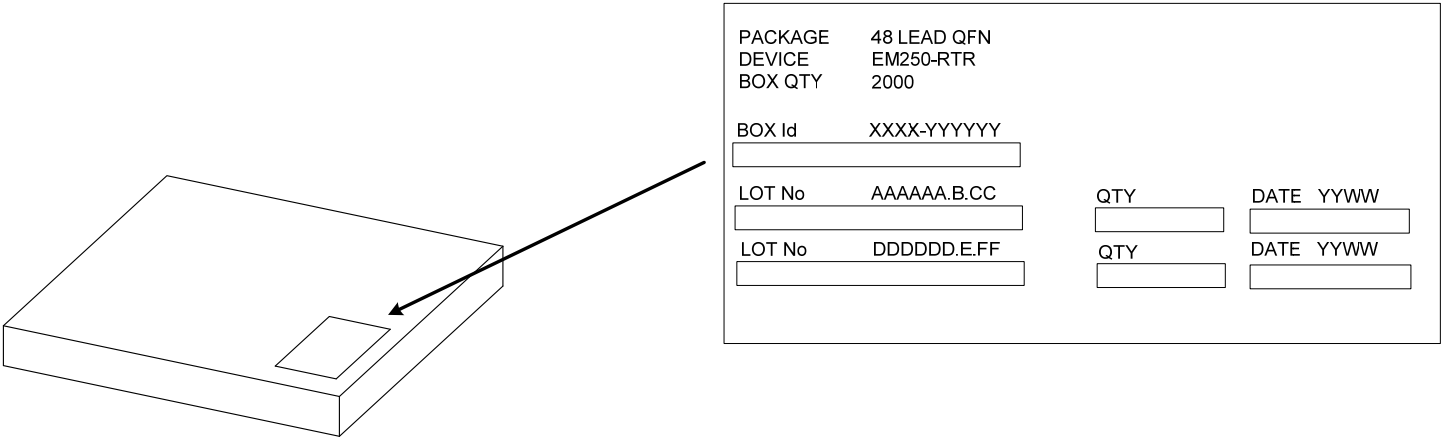 PACKAGE 48 LEAD QFN
DEVICE EM250-RTR
BOX QTY 2000
BOX Id XXXX-YYYYYY
LOT No AAAAAA.B.CC QTY DATE YYWW
LOT No DDDDDD.E.FF QTY DATE YYWW